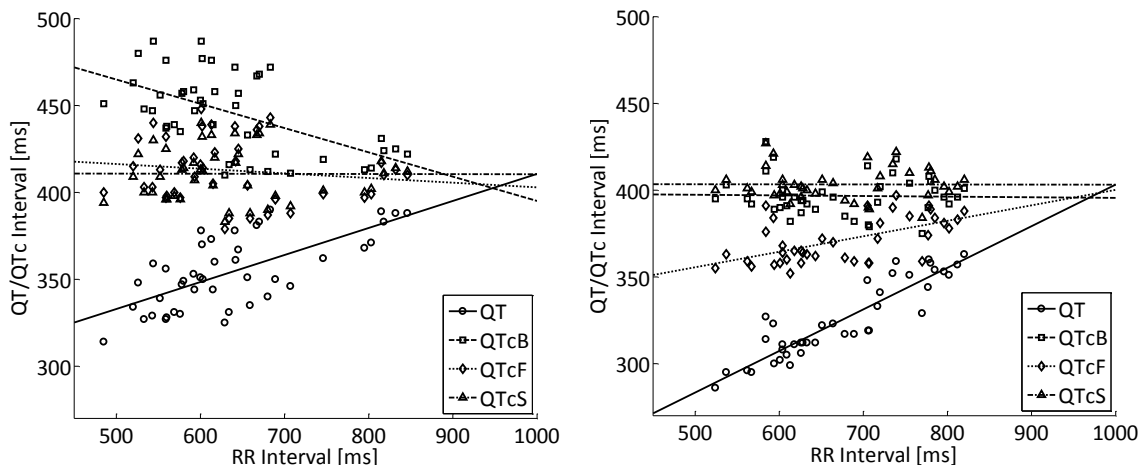 500
450
400
350
300
QT/QTc Interval [ms]
QT
QTcB
QTcF
QTcS
500 600 700 800 900 1000
RR Interval [ms]
500
450
400
350
300
QT/QTc Interval [ms]
QT
QTcB
QTcF
QTcS
500 600 700 800 900 1000
RR Interval [ms]